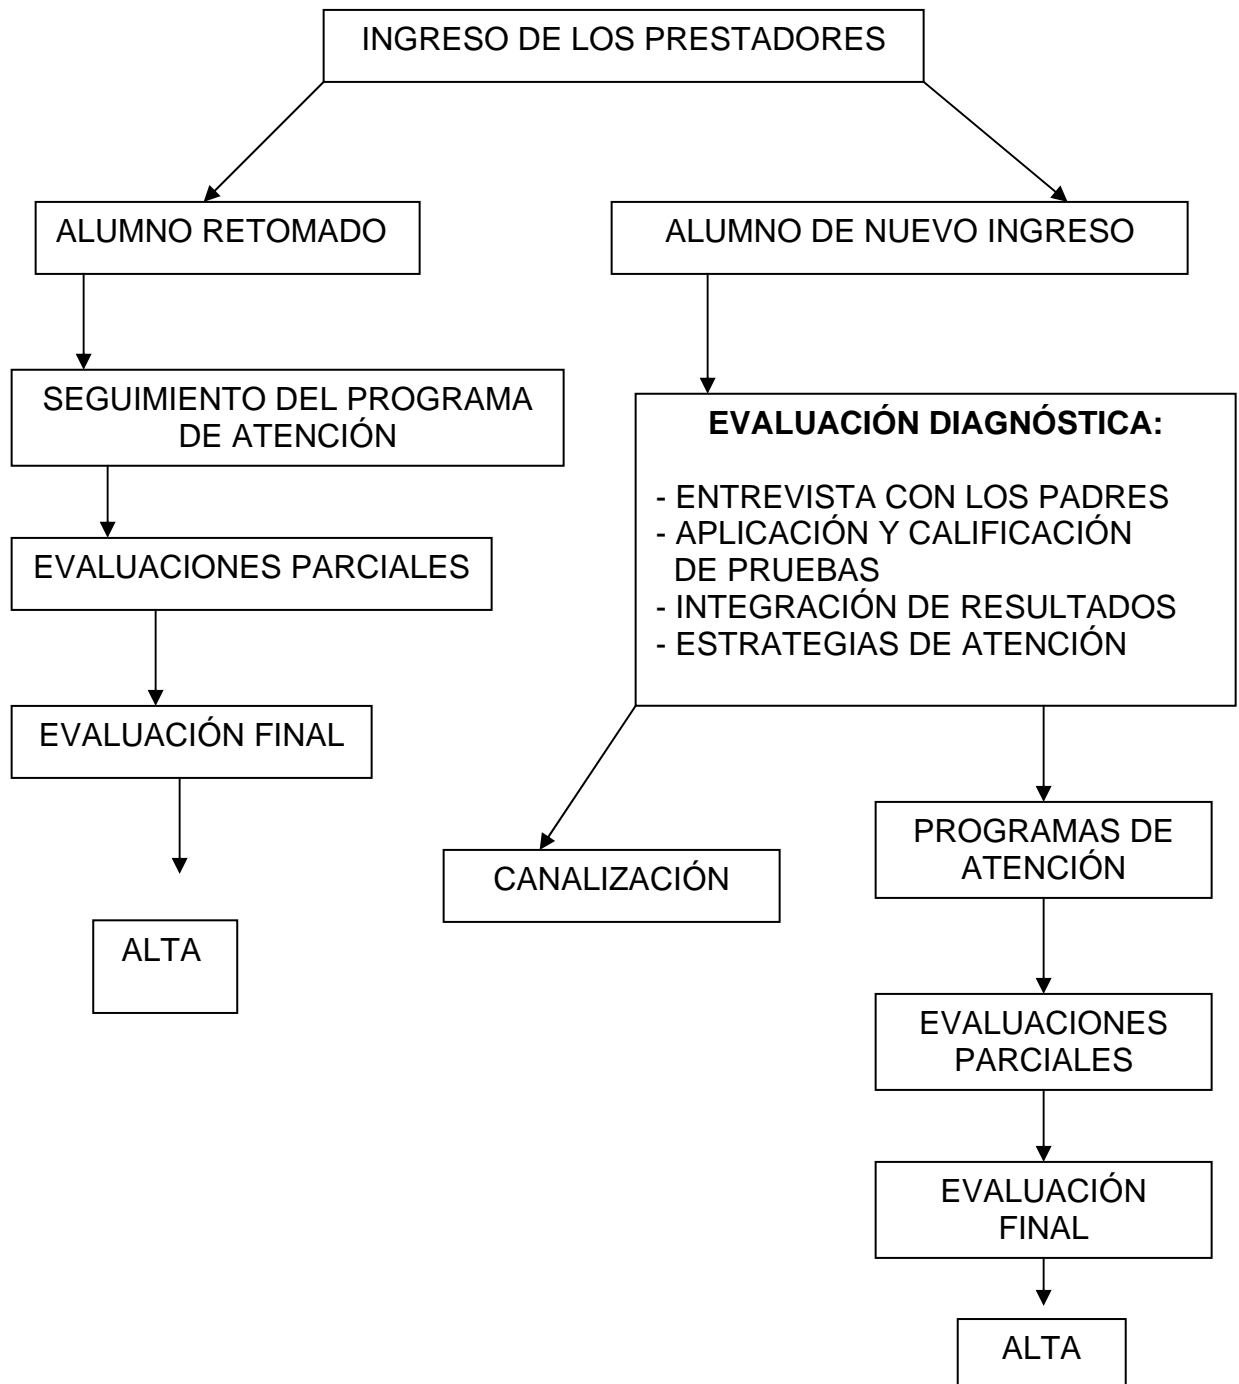 INGRESO DE LOS PRESTADORES
ALUMNO RETOMADO
ALUMNO DE NUEVO INGRESO
SEGUIMIENTO DEL PROGRAMA
DE ATENCIÓN
EVALUACIONES PARCIALES
EVALUACIÓN FINAL
ALTA
EVALUACIÓN DIAGNÓSTICA:
- ENTREVISTA CON LOS PADRES
- APLICACIÓN Y CALIFICACIÓN
DE PRUEBAS
- INTEGRACIÓN DE RESULTADOS
- ESTRATEGIAS DE ATENCIÓN
CANALIZACIÓN
PROGRAMAS DE
ATENCIÓN
EVALUACIONES
PARCIALES
EVALUACIÓN
FINAL
ALTA